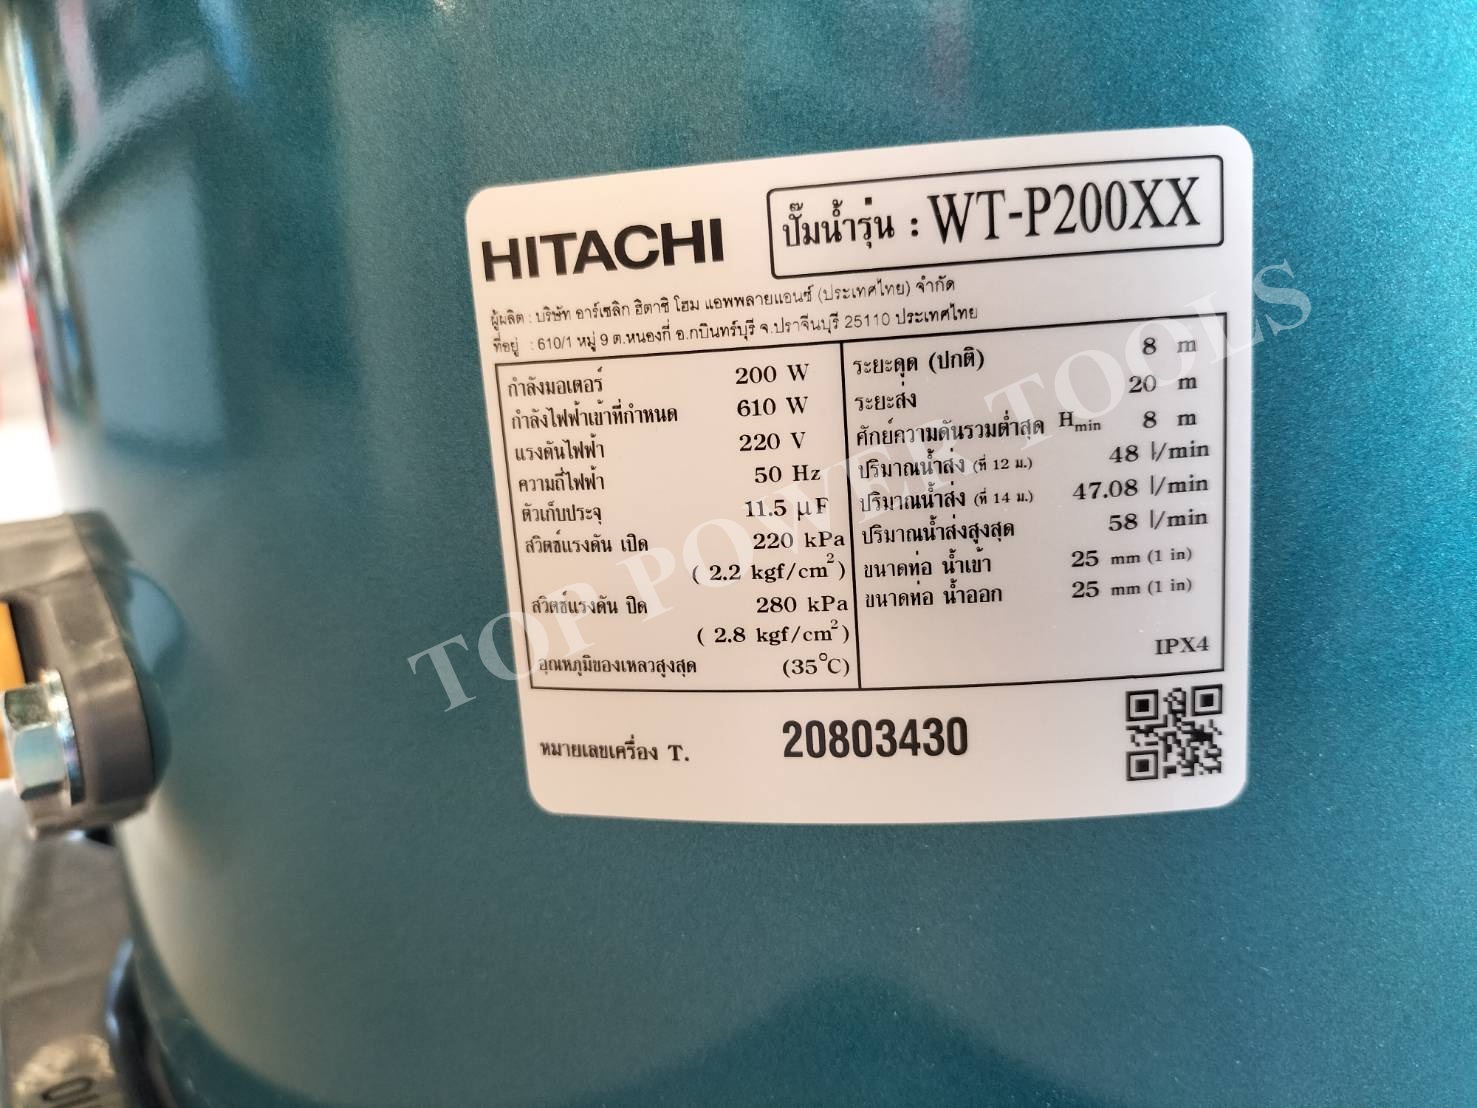 HITACHI
ปั๊มน้ำรุ่น : WT-P200XX
ผู้ผลิต : บริษัท อาร์เซลิก ฮิตาชิ โฮม แอพพลายแอนซ์ (ประเทศไทย) จำกัด
ที่อยู่ : 610/1 หมู่ 9 ต.หนองกี่ อ.กบินทร์บุรี จ.ปราจีนบุรี 25110 ประเทศไทย
กำลังมอเตอร์ 200 W
กำลังไฟฟ้าเข้าที่กำหนด 610 W
แรงดันไฟฟ้า 220 V
ความถี่ไฟฟ้า 50 Hz
ตัวเก็บประจุ 11.5 μF
สวิตช์แรงดัน เปิด 220 kPa
( 2.2 kgf/cm²)
สวิตช์แรงดัน ปิด 280 kPa
( 2.8 kgf/cm²)
อุณหภูมิของเหลวสูงสุด (35°C)
ระยะดูด (ปกติ) 8 m
ระยะส่ง 20 m
ศักย์ความดันรวมต่ำสุด Hmin 8 m
ปริมาณน้ำส่ง (ที่ 12 ม.) 48 l/min
ปริมาณน้ำส่ง (ที่ 14 ม.) 47.08 l/min
ปริมาณน้ำส่งสูงสุด 58 l/min
ขนาดท่อ น้ำเข้า 25 mm (1 in)
ขนาดท่อ น้ำออก 25 mm (1 in)
IPX4
หมายเลขเครื่อง T. 20803430
TOP POWER TOOLS